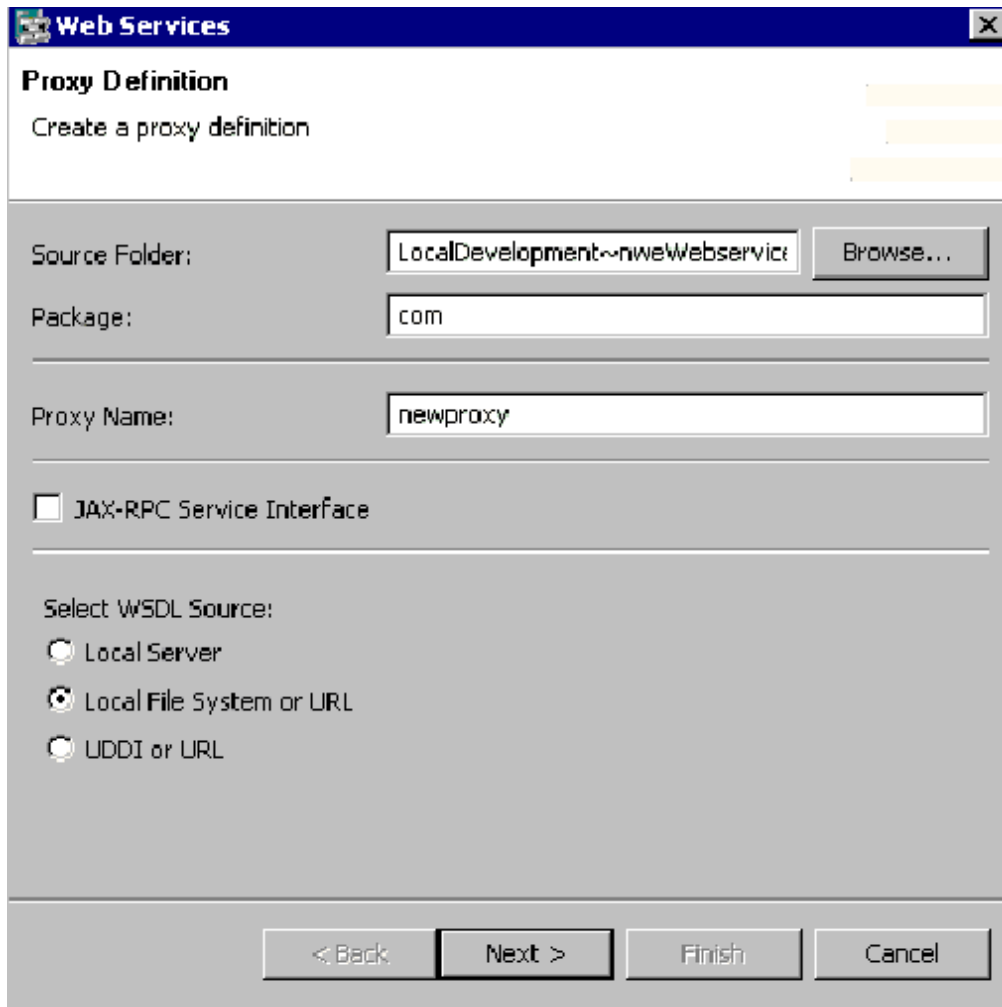 Web Services
Proxy Definition
Create a proxy definition
Source Folder: LocalDevelopment~nweWebservice Browse...
Package: com
Proxy Name: newproxy
JAX-RPC Service Interface
Select WSDL Source:
Local Server
Local File System or URL
UDDI or URL
< Back Next > Finish Cancel